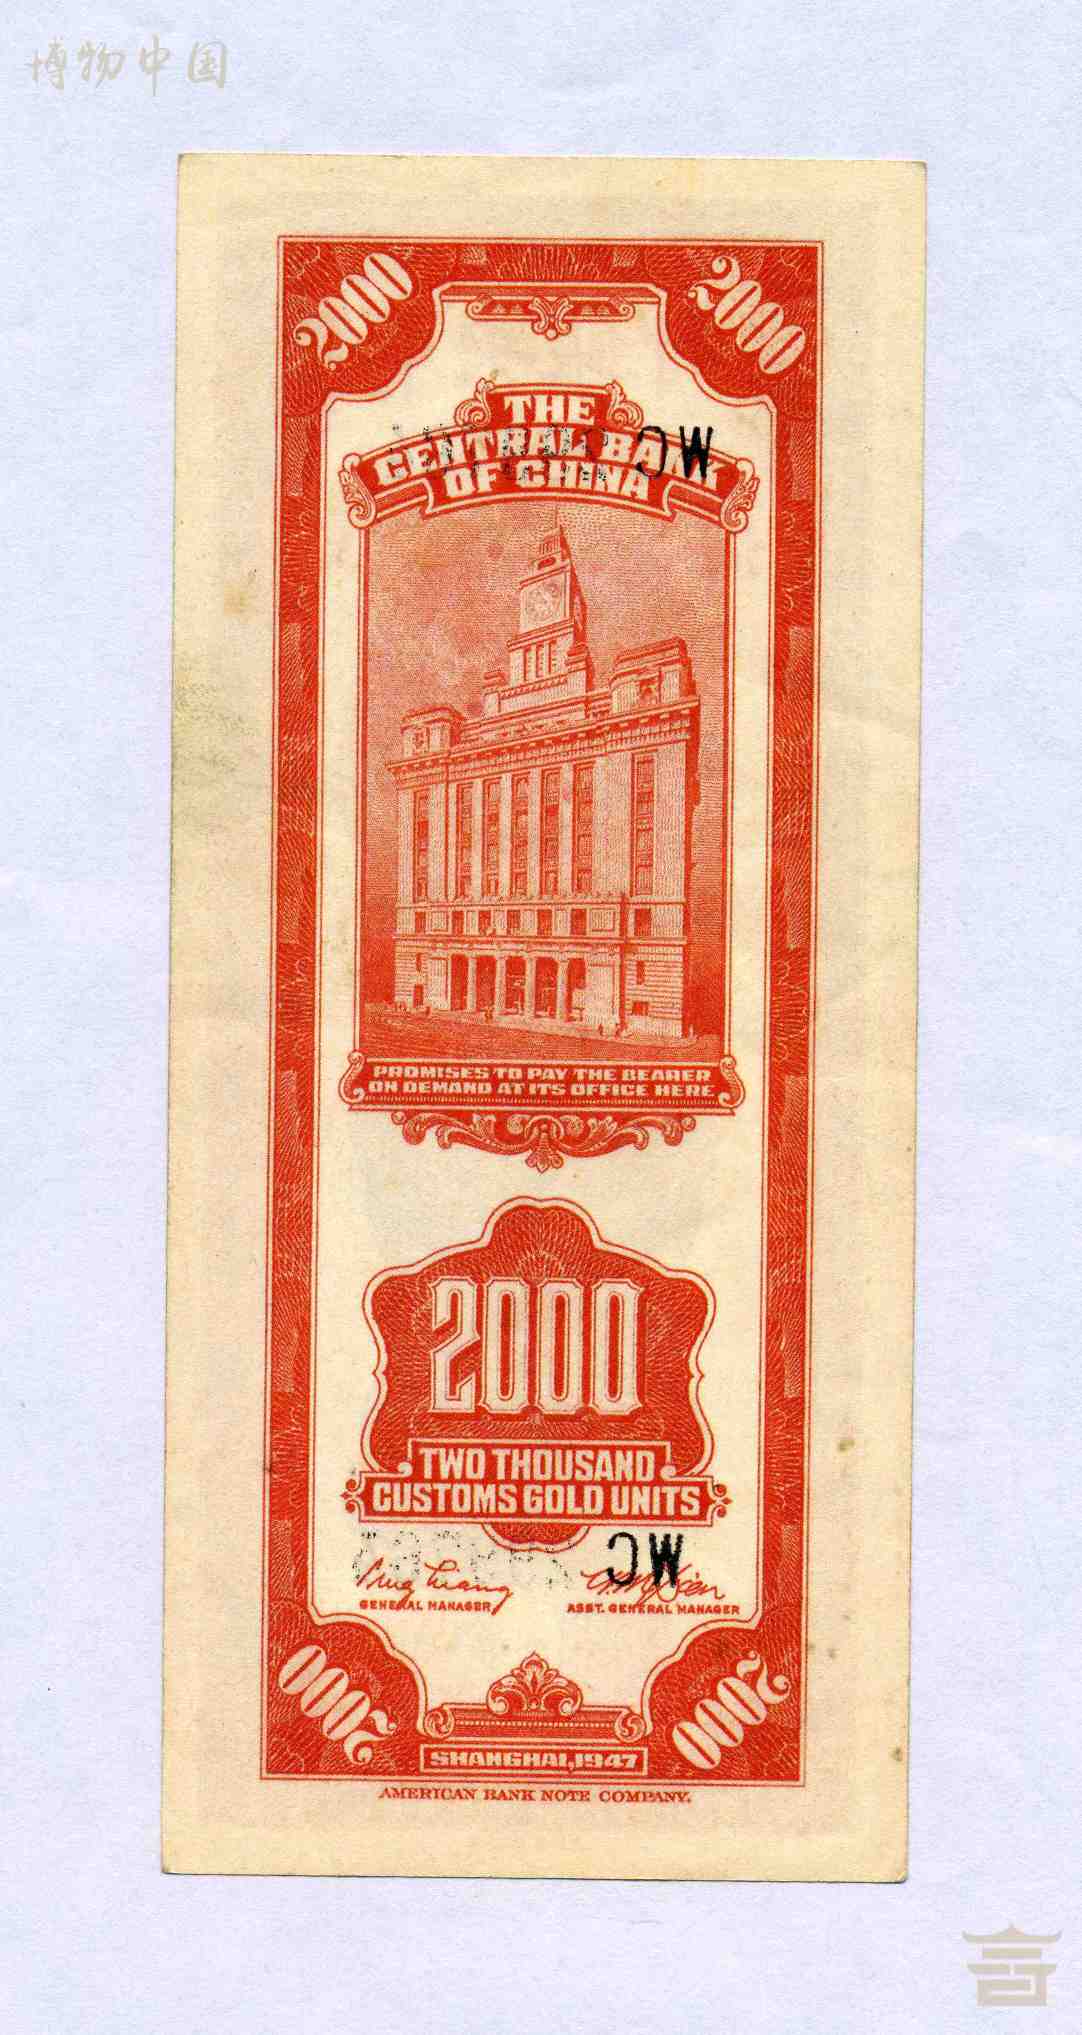 博物中国
2000
2000
THE
CENTRAL BANK
OF CHINA
PROMISES TO PAY THE BEARER
ON DEMAND AT ITS OFFICE HERE
2000
TWO THOUSAND
CUSTOMS GOLD UNITS
GENERAL MANAGER
ASST. GENERAL MANAGER
2000
2000
SHANGHAI, 1947
AMERICAN BANK NOTE COMPANY.